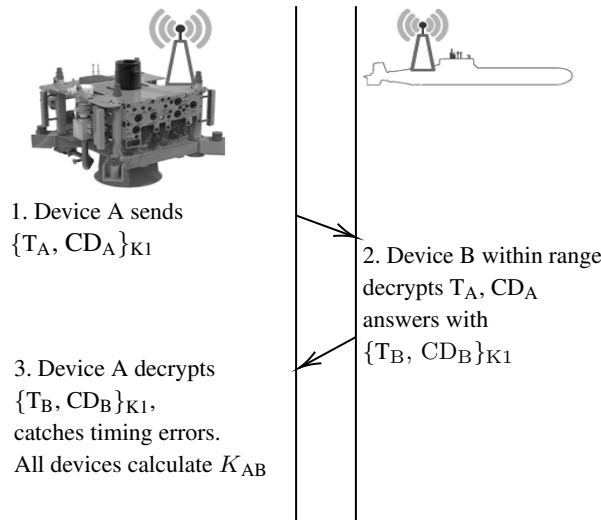 1. Device A sends
{T_A, CD_A}_K1
2. Device B within range
decrypts T_A, CD_A
answers with
{T_B, CD_B}_K1
3. Device A decrypts
{T_B, CD_B}_K1,
catches timing errors.
All devices calculate K_AB